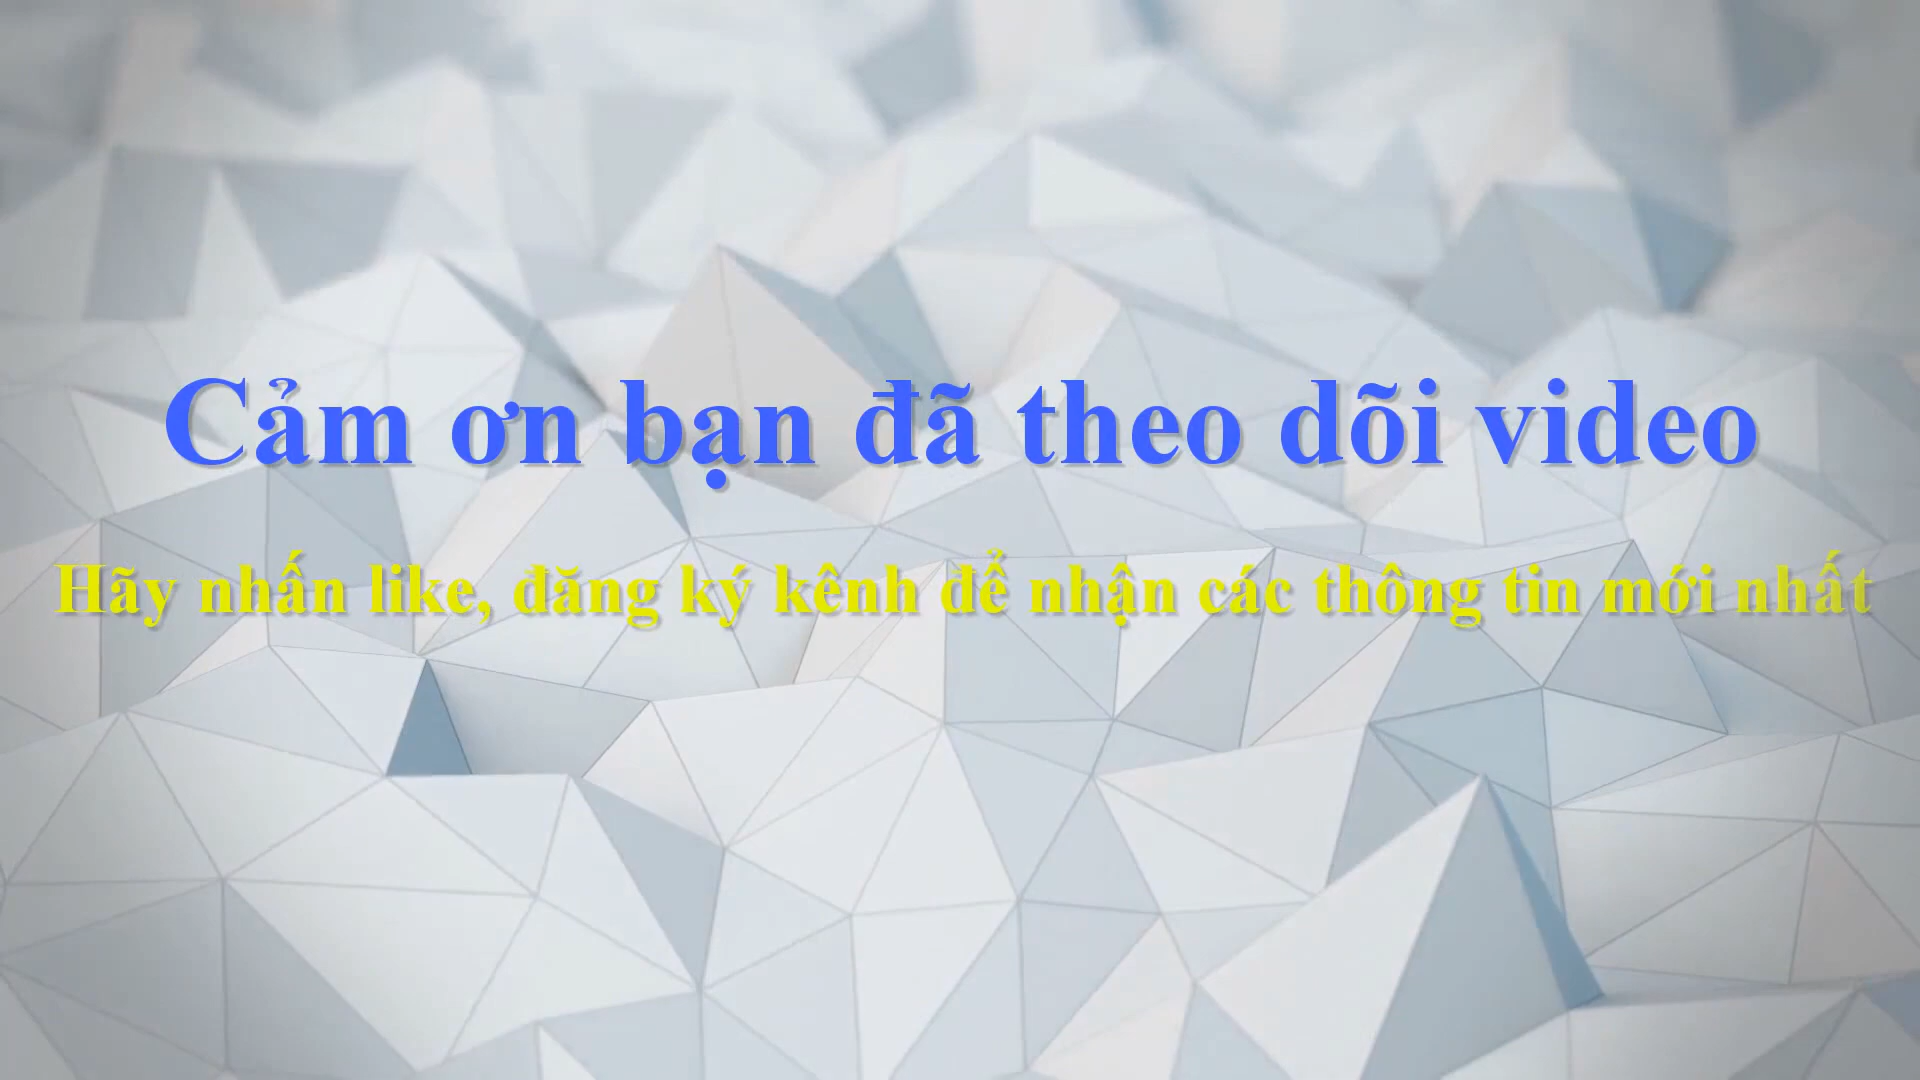 Cảm ơn bạn đã theo dõi video
Hãy nhấn like, đăng ký kênh để nhận các thông tin mới nhất